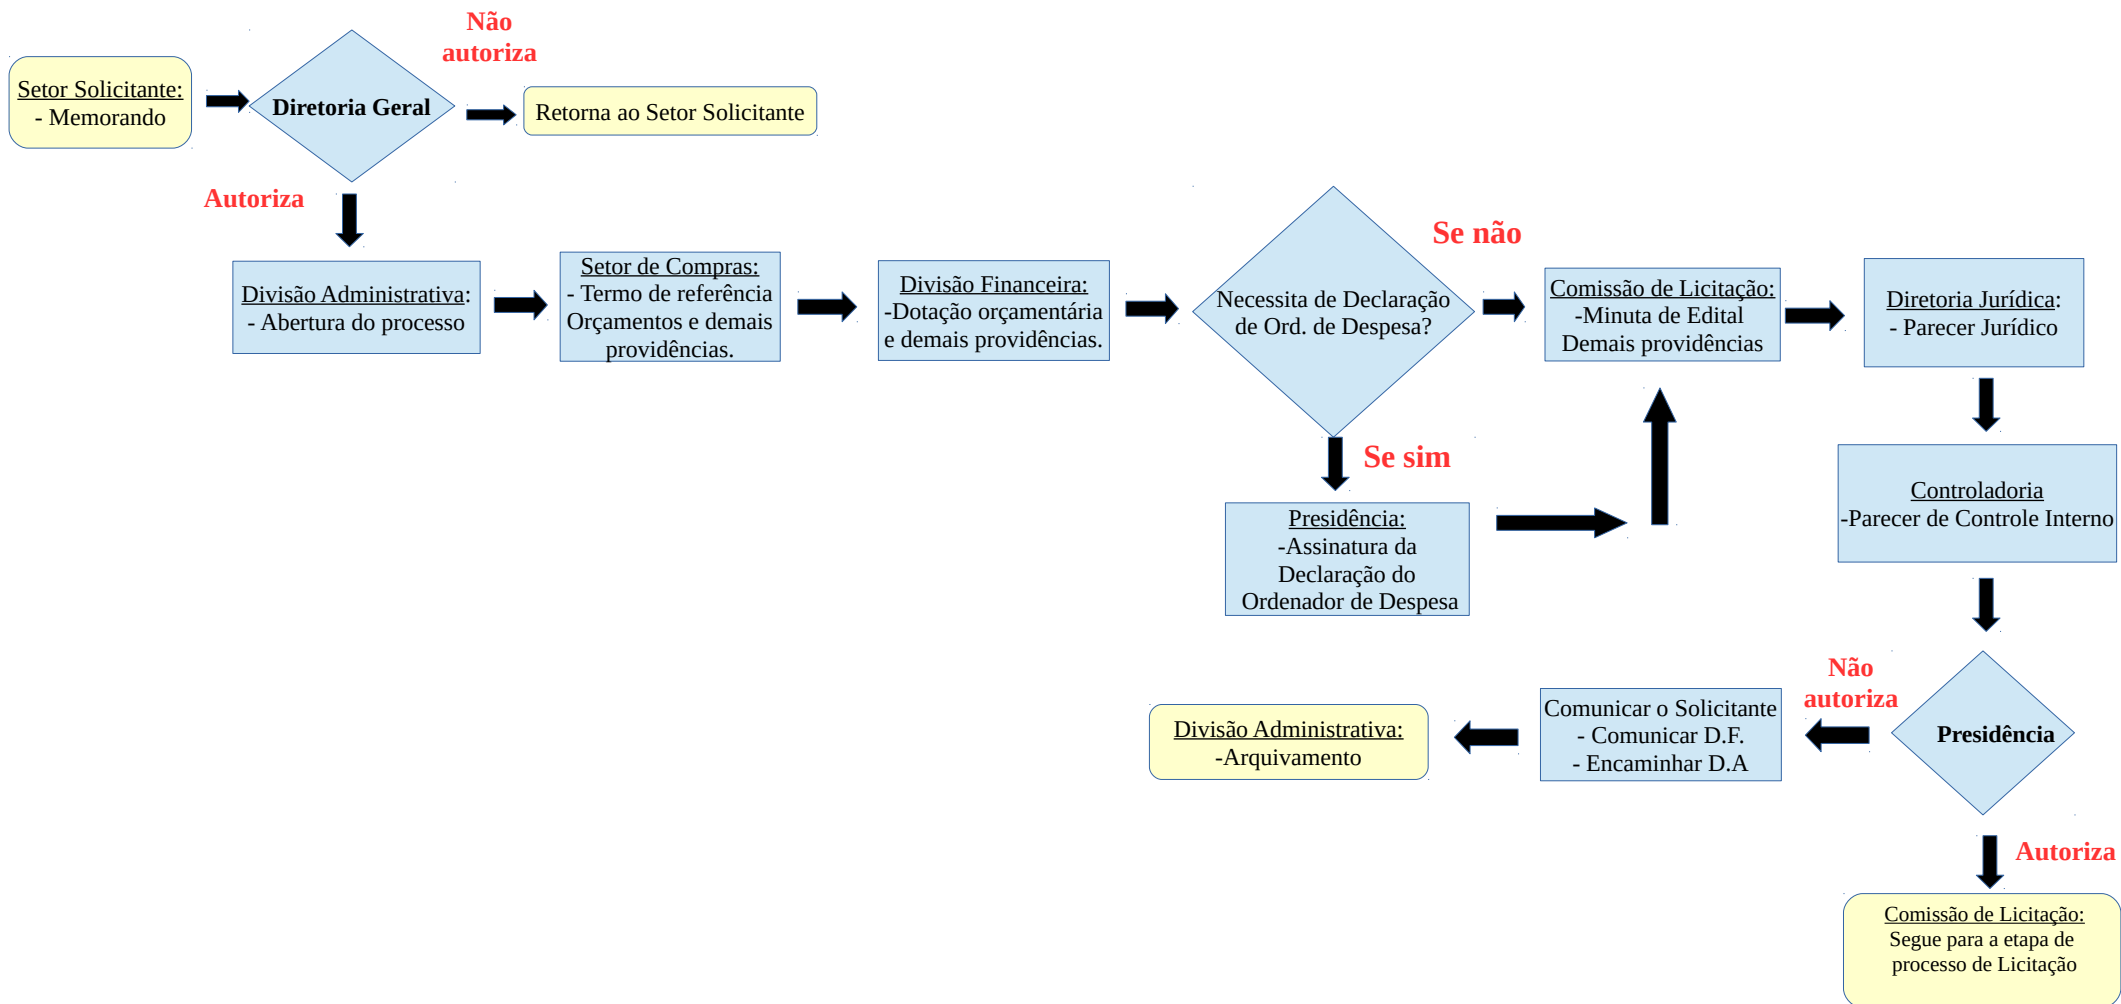 Não
autoriza
Setor Solicitante:
- Memorando
Diretoria Geral
Retorna ao Setor Solicitante
Autoriza
Divisão Administrativa:
- Abertura do processo
Setor de Compras:
- Termo de referência
Orçamentos e demais
providências.
Divisão Financeira:
-Dotação orçamentária
e demais providências.
Necessita de Declaração
de Ord. de Despesa?
Se não
Comissão de Licitação:
-Minuta de Edital
Demais providências
Diretoria Jurídica:
- Parecer Jurídico
Se sim
Presidência:
-Assinatura da
Declaração do
Ordenador de Despesa
Controladoria
-Parecer de Controle Interno
Presidência
Não
autoriza
Comunicar o Solicitante
- Comunicar D.F.
- Encaminhar D.A
Divisão Administrativa:
-Arquivamento
Autoriza
Comissão de Licitação:
Segue para a etapa de
processo de Licitação